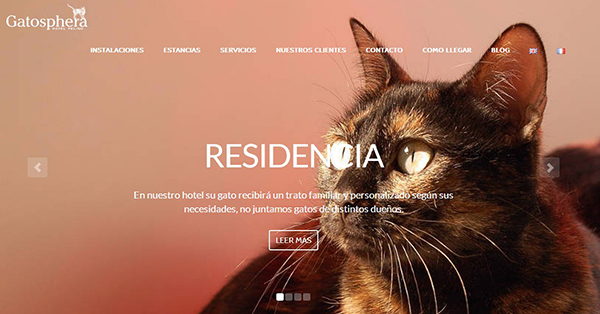 Gatosphera
HOTEL FELINO
INSTALACIONES ESTANCIAS SERVICIOS NUESTROS CLIENTES CONTACTO COMO LLEGAR BLOG
RESIDENCIA
En nuestro hotel su gato recibirá un trato familiar y personalizado según sus
necesidades, no juntamos gatos de distintos dueños.
LEER MÁS